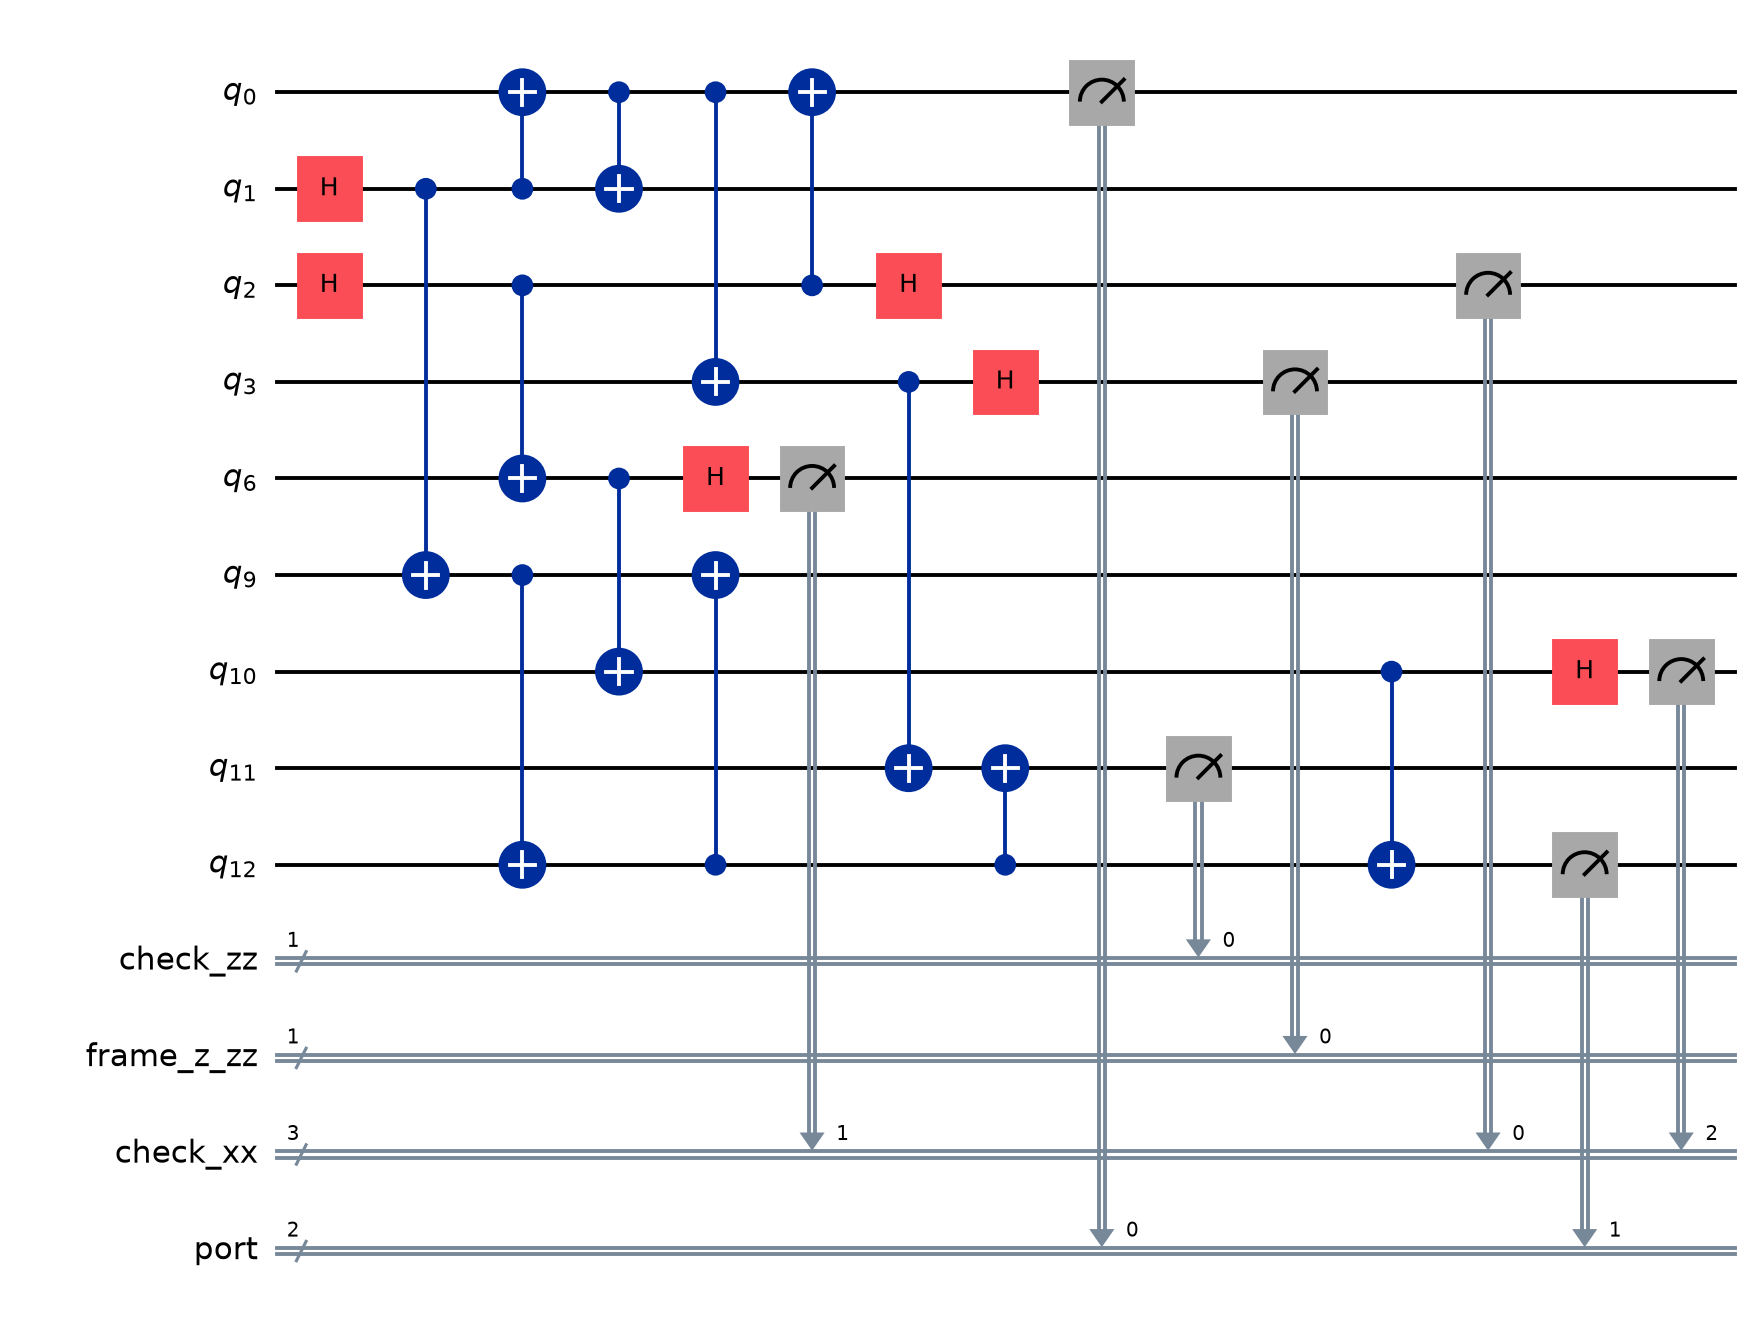 q0
q1 H
q2 H H
q3 H
q6 H
q9
q10 H
q11
q12
check_zz 1 0
frame_z_zz 1 0
check_xx 3 1 0 2
port 2 0 1